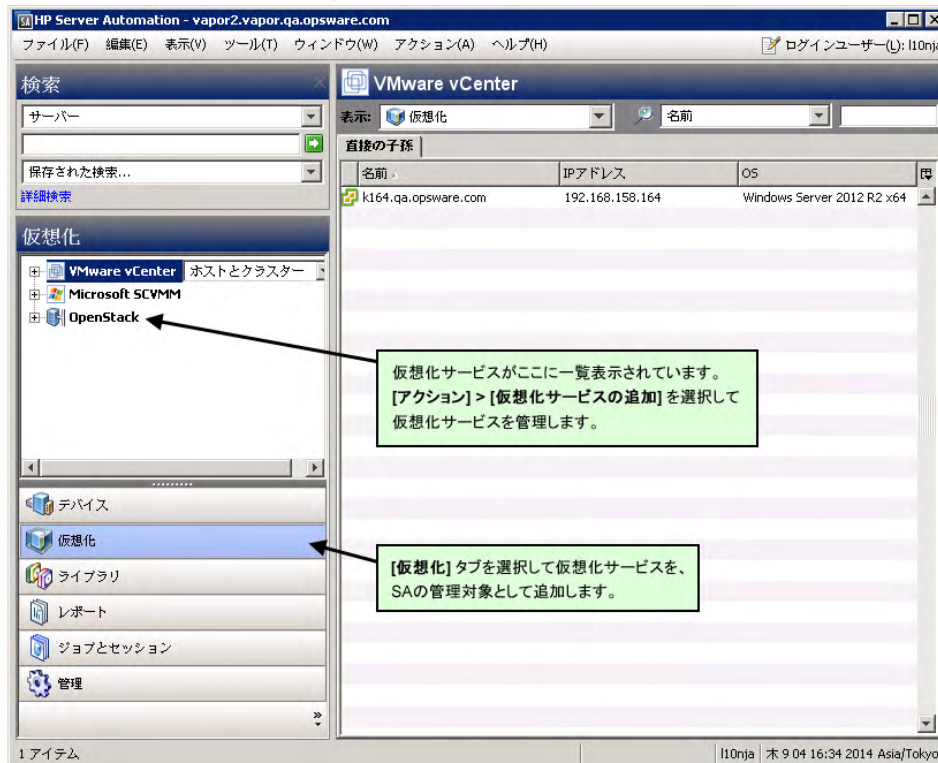 HP Server Automation - vapor2.vapor.qa.opsware.com
ファイル(F) 編集(E) 表示(V) ツール(T) ウィンドウ(W) アクション(A) ヘルプ(H)
ログインユーザー(L): l10nja
検索
サーバー
保存された検索...
詳細検索
仮想化
VMware vCenter ホストとクラスター
Microsoft SCVMM
OpenStack
デバイス
仮想化
ライブラリ
レポート
ジョブとセッション
管理
VMware vCenter
表示: 仮想化 名前
直接の子孫
名前 IPアドレス OS
k164.qa.opsware.com 192.168.158.164 Windows Server 2012 R2 x64
仮想化サービスがここに一覧表示されています。
[アクション] > [仮想化サービスの追加] を選択して
仮想化サービスを管理します。
[仮想化] タブを選択して仮想化サービスを、
SAの管理対象として追加します。
1 アイテム
l10nja 木 9 04 16:34 2014 Asia/Tokyo